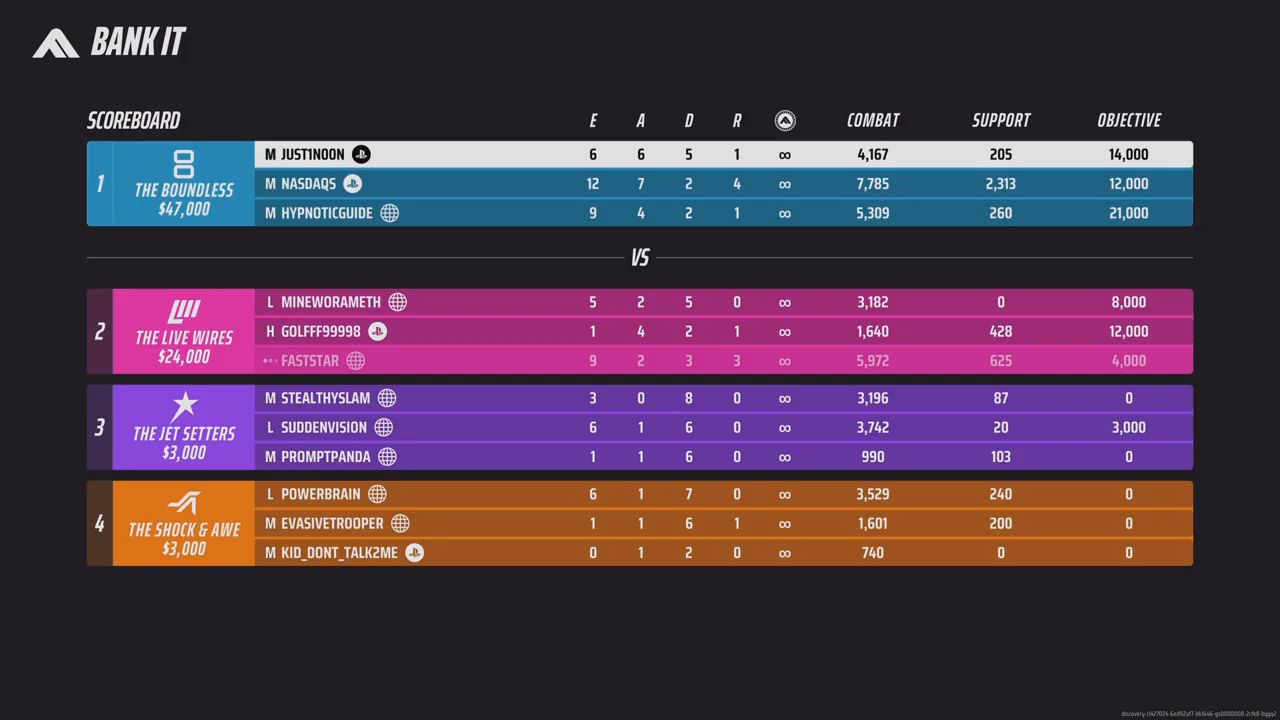 BANK IT
SCOREBOARD E A D R COMBAT SUPPORT OBJECTIVE
1 THE BOUNDLESS $47,000
M JUST1NOON 6 6 5 1 ∞ 4,167 205 14,000
M NASDAQS 12 7 2 4 ∞ 7,785 2,313 12,000
M HYPNOTICGUIDE 9 4 2 1 ∞ 5,309 260 21,000
VS
2 THE LIVE WIRES $24,000
L MINEWORAMETH 5 2 5 0 ∞ 3,182 0 8,000
H GOLFFF99998 1 4 2 1 ∞ 1,640 428 12,000
••• FASTSTAR 9 2 3 3 ∞ 5,972 625 4,000
3 THE JET SETTERS $3,000
M STEALTHYSLAM 3 0 8 0 ∞ 3,196 87 0
L SUDDENVISION 6 1 6 0 ∞ 3,742 20 3,000
M PROMPTPANDA 1 1 6 0 ∞ 990 103 0
4 THE SHOCK & AWE $3,000
L POWERBRAIN 6 1 7 0 ∞ 3,529 240 0
M EVASIVETROOPER 1 1 6 1 ∞ 1,601 200 0
M KID_DONT_TALK2ME 0 1 2 0 ∞ 740 0 0